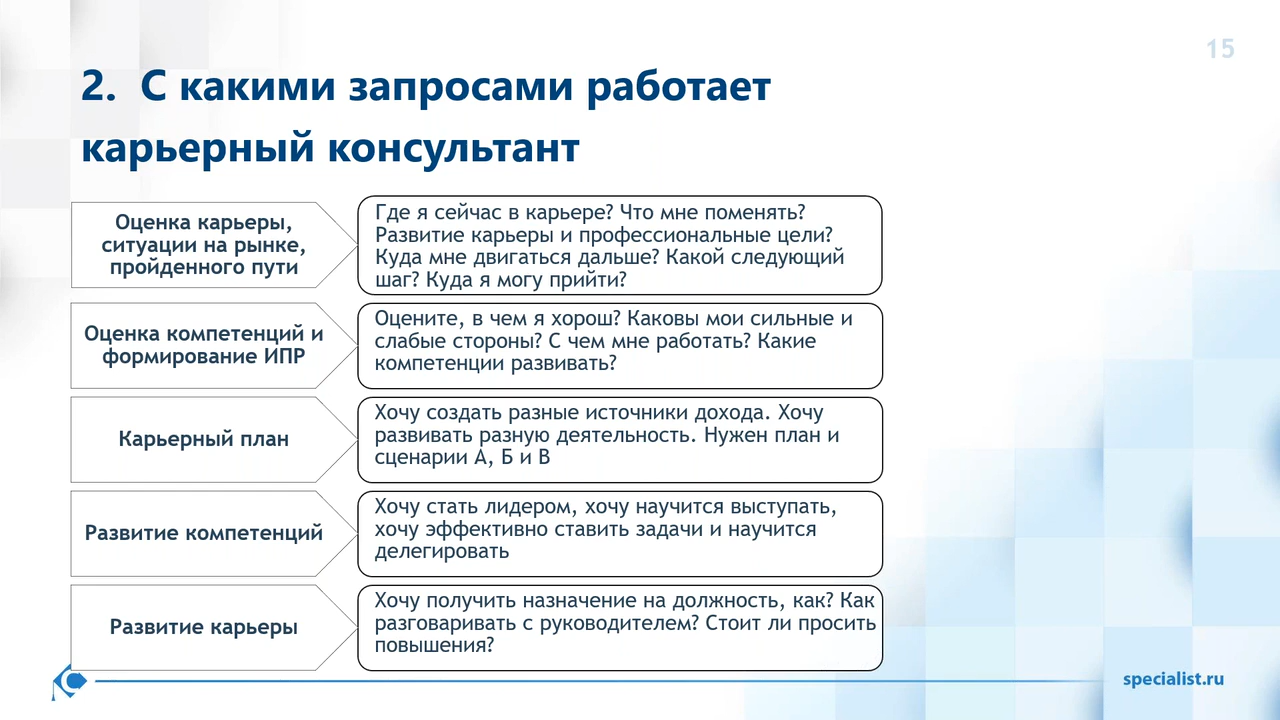 15
2. С какими запросами работает
карьерный консультант
Оценка карьеры,
ситуации на рынке,
пройденного пути
Где я сейчас в карьере? Что мне поменять?
Развитие карьеры и профессиональные цели?
Куда мне двигаться дальше? Какой следующий
шаг? Куда я могу прийти?
Оценка компетенций и
формирование ИПР
Оцените, в чем я хорош? Каковы мои сильные и
слабые стороны? С чем мне работать? Какие
компетенции развивать?
Карьерный план
Хочу создать разные источники дохода. Хочу
развивать разную деятельность. Нужен план и
сценарии А, Б и В
Развитие компетенций
Хочу стать лидером, хочу научится выступать,
хочу эффективно ставить задачи и научится
делегировать
Развитие карьеры
Хочу получить назначение на должность, как? Как
разговаривать с руководителем? Стоит ли просить
повышения?
specialist.ru